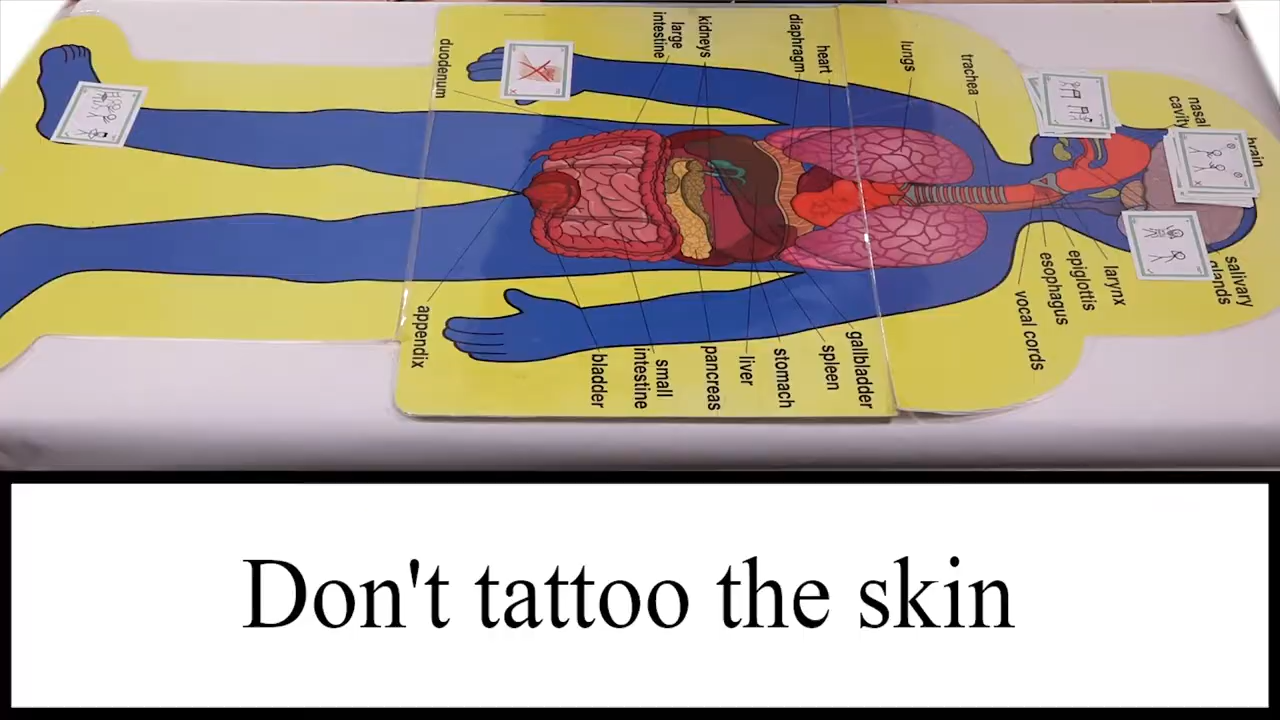 duodenum
large
intestine
kidneys
diaphragm
heart
lungs
trachea
nasal
cavity
brain
salivary
glands
larynx
epiglottis
esophagus
vocal cords
gallbladder
spleen
stomach
liver
pancreas
small
intestine
bladder
appendix
Don't tattoo the skin